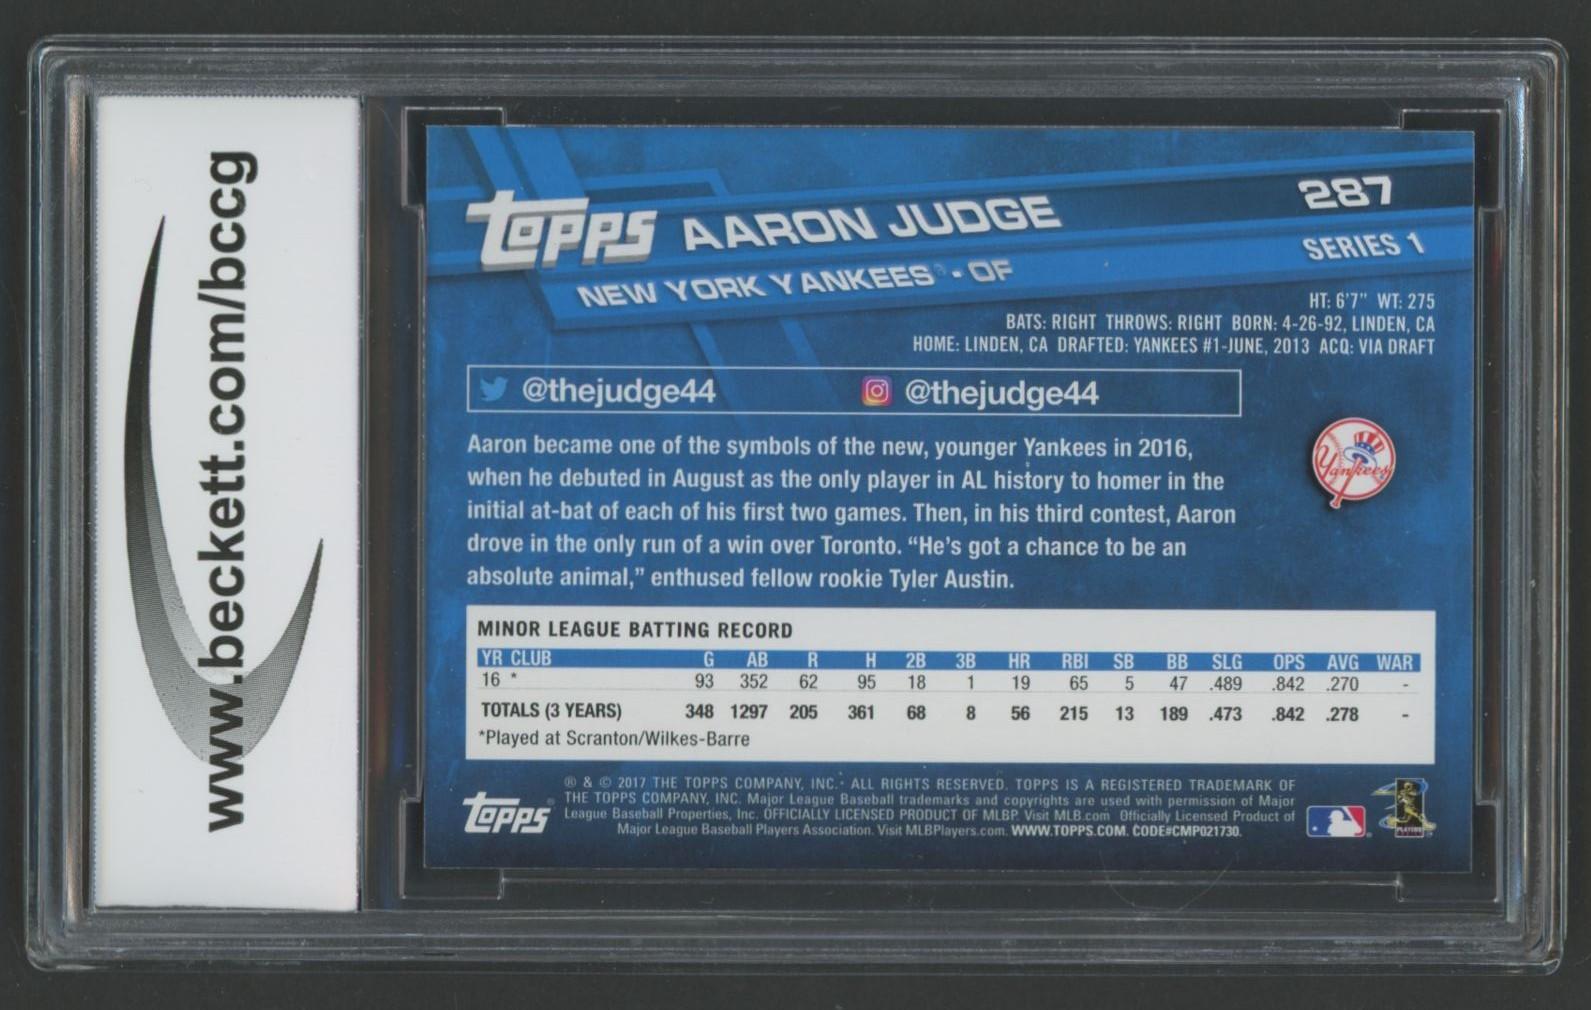 www.beckett.com/bccg
topps AARON JUDGE 287
NEW YORK YANKEES® - OF SERIES 1
HT: 6'7" WT: 275
BATS: RIGHT THROWS: RIGHT BORN: 4-26-92, LINDEN, CA
HOME: LINDEN, CA DRAFTED: YANKEES #1-JUNE, 2013 ACQ: VIA DRAFT
@thejudge44 @thejudge44
Yankees
Aaron became one of the symbols of the new, younger Yankees in 2016,
when he debuted in August as the only player in AL history to homer in the
initial at-bat of each of his first two games. Then, in his third contest, Aaron
drove in the only run of a win over Toronto. “He’s got a chance to be an
absolute animal,” enthused fellow rookie Tyler Austin.
MINOR LEAGUE BATTING RECORD
YR CLUB G AB R H 2B 3B HR RBI SB BB SLG OPS AVG WAR
16 * 93 352 62 95 18 1 19 65 5 47 .489 .842 .270 -
TOTALS (3 YEARS) 348 1297 205 361 68 8 56 215 13 189 .473 .842 .278 -
*Played at Scranton/Wilkes-Barre
® & © 2017 THE TOPPS COMPANY, INC. ALL RIGHTS RESERVED. TOPPS IS A REGISTERED TRADEMARK OF
THE TOPPS COMPANY, INC. Major League Baseball trademarks and copyrights are used with permission of Major
League Baseball Properties, Inc. OFFICIALLY LICENSED PRODUCT OF MLBP. Visit MLB.com Officially Licensed Product of
Major League Baseball Players Association. Visit MLBPlayers.com. WWW.TOPPS.COM. CODE#CMP021730.
topps®
PLAYERS